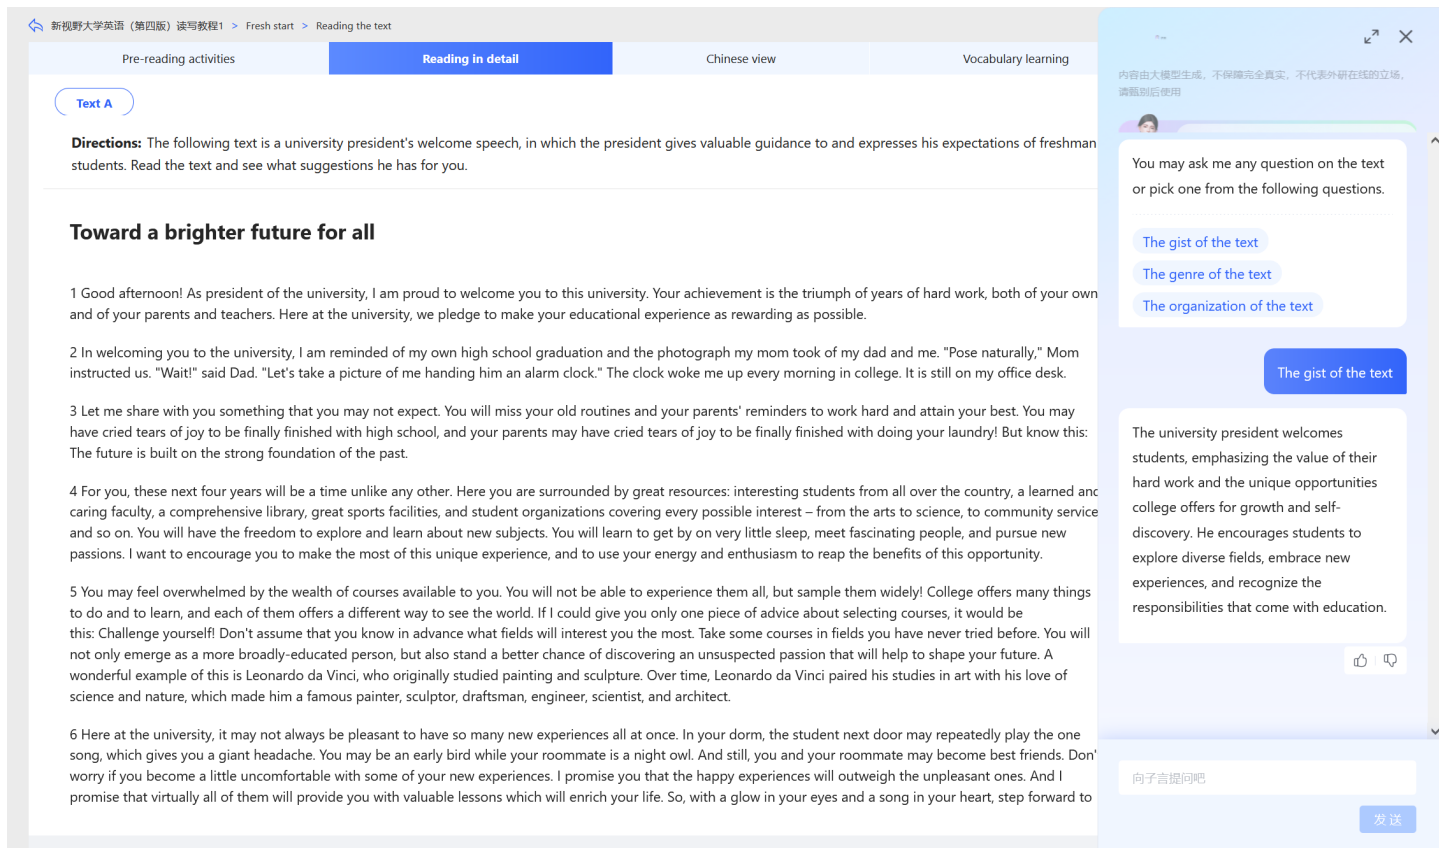 新视野大学英语（第四版）读写教程1 > Fresh start > Reading the text
Pre-reading activities
Reading in detail
Chinese view
Vocabulary learning
Text A
Directions: The following text is a university president's welcome speech, in which the president gives valuable guidance to and expresses his expectations of freshman
students. Read the text and see what suggestions he has for you.
Toward a brighter future for all
1 Good afternoon! As president of the university, I am proud to welcome you to this university. Your achievement is the triumph of years of hard work, both of your own
and of your parents and teachers. Here at the university, we pledge to make your educational experience as rewarding as possible.
2 In welcoming you to the university, I am reminded of my own high school graduation and the photograph my mom took of my dad and me. "Pose naturally," Mom
instructed us. "Wait!" said Dad. "Let's take a picture of me handing him an alarm clock." The clock woke me up every morning in college. It is still on my office desk.
3 Let me share with you something that you may not expect. You will miss your old routines and your parents' reminders to work hard and attain your best. You may
have cried tears of joy to be finally finished with high school, and your parents may have cried tears of joy to be finally finished with doing your laundry! But know this:
The future is built on the strong foundation of the past.
4 For you, these next four years will be a time unlike any other. Here you are surrounded by great resources: interesting students from all over the country, a learned and
caring faculty, a comprehensive library, great sports facilities, and student organizations covering every possible interest – from the arts to science, to community service
and so on. You will have the freedom to explore and learn about new subjects. You will learn to get by on very little sleep, meet fascinating people, and pursue new
passions. I want to encourage you to make the most of this unique experience, and to use your energy and enthusiasm to reap the benefits of this opportunity.
5 You may feel overwhelmed by the wealth of courses available to you. You will not be able to experience them all, but sample them widely! College offers many things
to do and to learn, and each of them offers a different way to see the world. If I could give you only one piece of advice about selecting courses, it would be
this: Challenge yourself! Don't assume that you know in advance what fields will interest you the most. Take some courses in fields you have never tried before. You will
not only emerge as a more broadly-educated person, but also stand a better chance of discovering an unsuspected passion that will help to shape your future. A
wonderful example of this is Leonardo da Vinci, who originally studied painting and sculpture. Over time, Leonardo da Vinci paired his studies in art with his love of
science and nature, which made him a famous painter, sculptor, draftsman, engineer, scientist, and architect.
6 Here at the university, it may not always be pleasant to have so many new experiences all at once. In your dorm, the student next door may repeatedly play the one
song, which gives you a giant headache. You may be an early bird while your roommate is a night owl. And still, you and your roommate may become best friends. Don'
worry if you become a little uncomfortable with some of your new experiences. I promise you that the happy experiences will outweigh the unpleasant ones. And I
promise that virtually all of them will provide you with valuable lessons which will enrich your life. So, with a glow in your eyes and a song in your heart, step forward to
内容由大模型生成，不保障完全真实，不代表外研在线的立场，
请甄别后使用
You may ask me any question on the text
or pick one from the following questions.
The gist of the text
The genre of the text
The organization of the text
The gist of the text
The university president welcomes
students, emphasizing the value of their
hard work and the unique opportunities
college offers for growth and self-
discovery. He encourages students to
explore diverse fields, embrace new
experiences, and recognize the
responsibilities that come with education.
向子言提问吧
发送